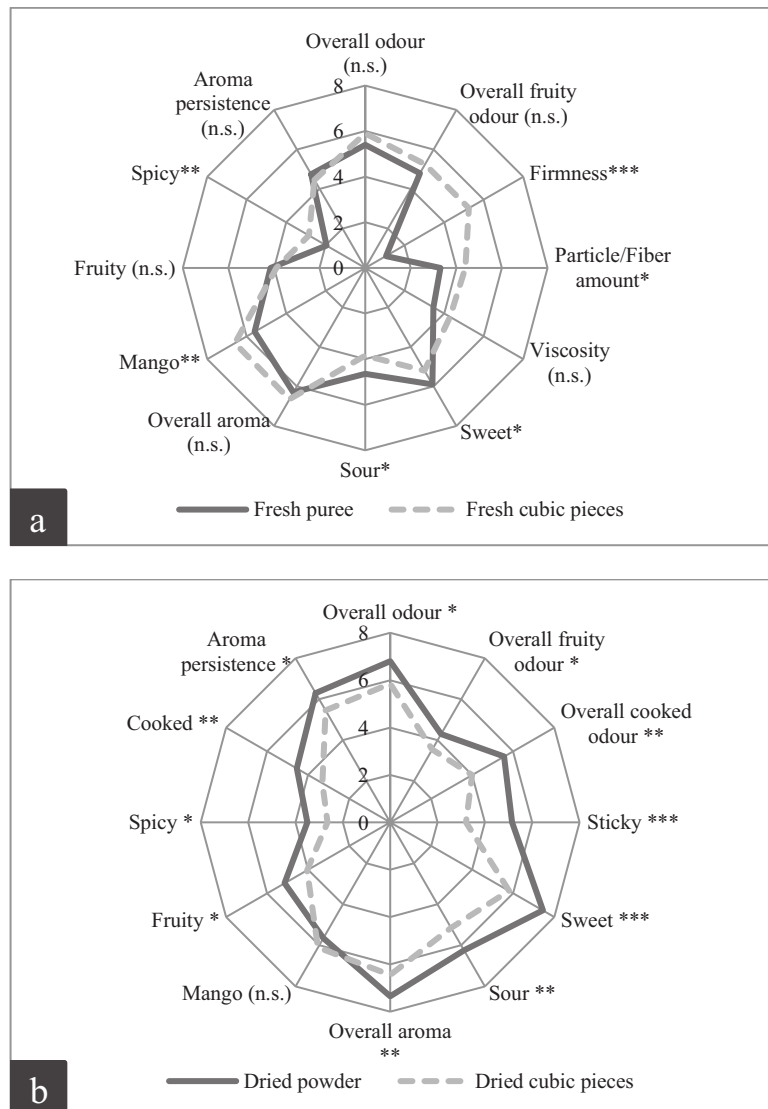 Overall odour
(n.s.)
Aroma
persistence
(n.s.)
Overall fruity
odour (n.s.)
Spicy**
Firmness***
Fruity (n.s.)
Particle/Fiber
amount*
Mango**
Viscosity
(n.s.)
Overall aroma
(n.s.)
Sweet*
Sour*
8
6
4
2
0
Fresh puree
Fresh cubic pieces
a
Overall odour *
Aroma
persistence *
Overall fruity
odour *
Cooked **
Overall cooked
odour **
Spicy *
Sticky ***
Fruity *
Sweet ***
Mango (n.s.)
Sour **
Overall aroma
**
8
6
4
2
0
Dried powder
Dried cubic pieces
b